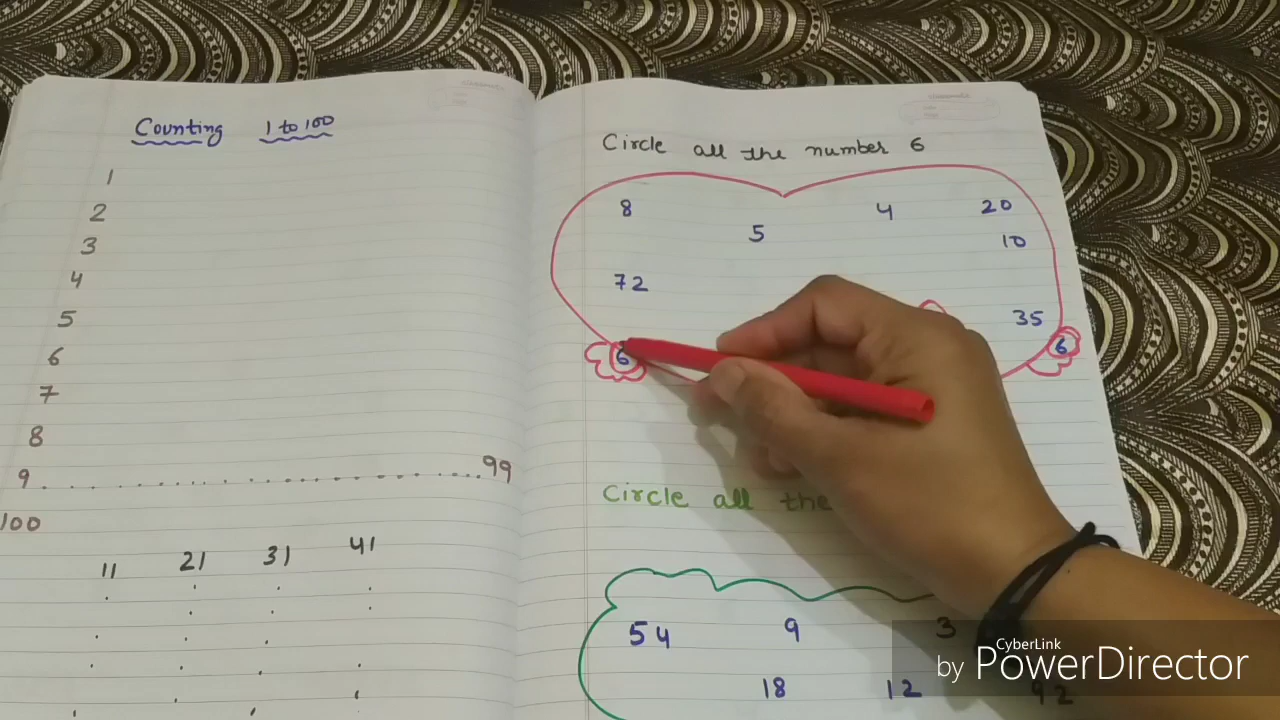 Counting 1 to 100
1
2
3
4
5
6
7
8
9 ........................ 99
100
11 21 31 41
Circle all the number 6
8 5 4 20
10
72
35
6 6
Circle all the
54 9 3
18 12 92
CyberLink
by PowerDirector